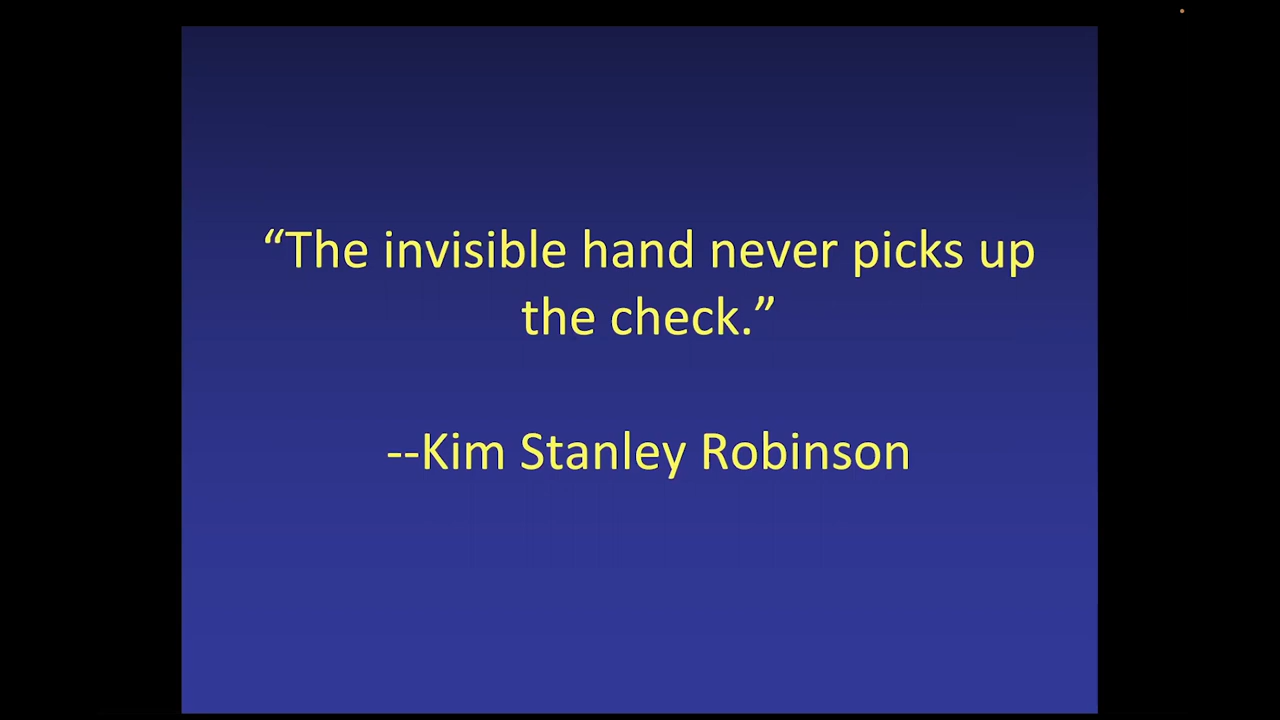 “The invisible hand never picks up
the check.”
--Kim Stanley Robinson